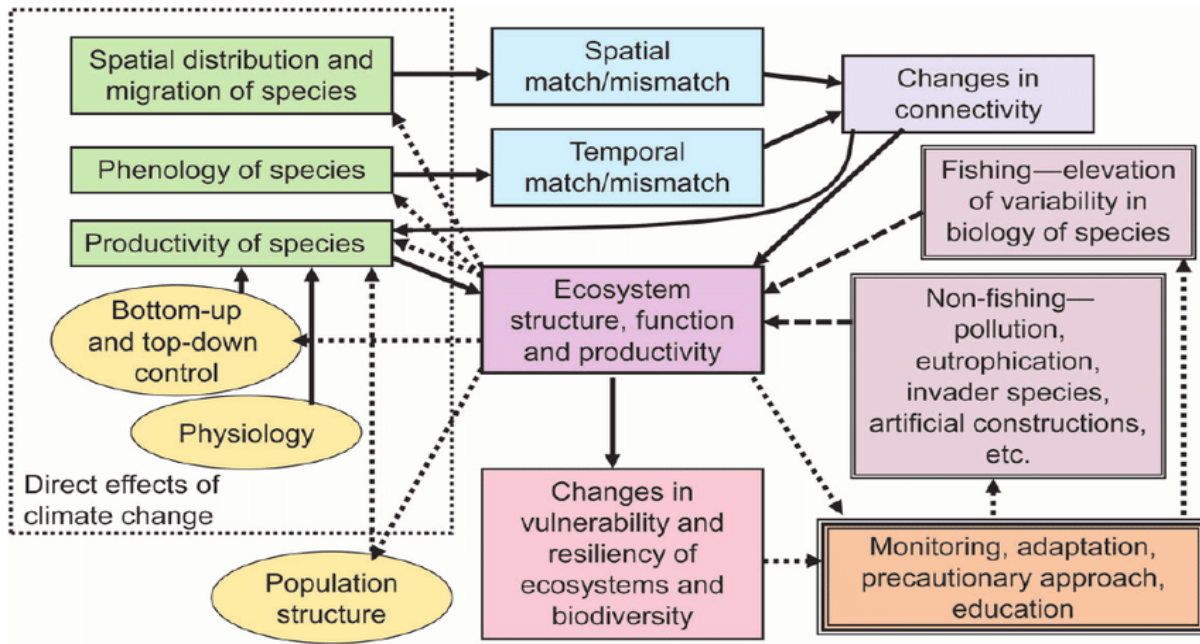 Spatial distribution and
migration of species
Spatial
match/mismatch
Changes in
connectivity
Phenology of species
Temporal
match/mismatch
Fishing—elevation
of variability in
biology of species
Productivity of species
Ecosystem
structure, function
and productivity
Bottom-up
and top-down
control
Non-fishing—
pollution,
eutrophication,
invader species,
artificial constructions,
etc.
Physiology
Direct effects of
climate change
Changes in
vulnerability and
resiliency of
ecosystems and
biodiversity
Monitoring, adaptation,
precautionary approach,
education
Population
structure